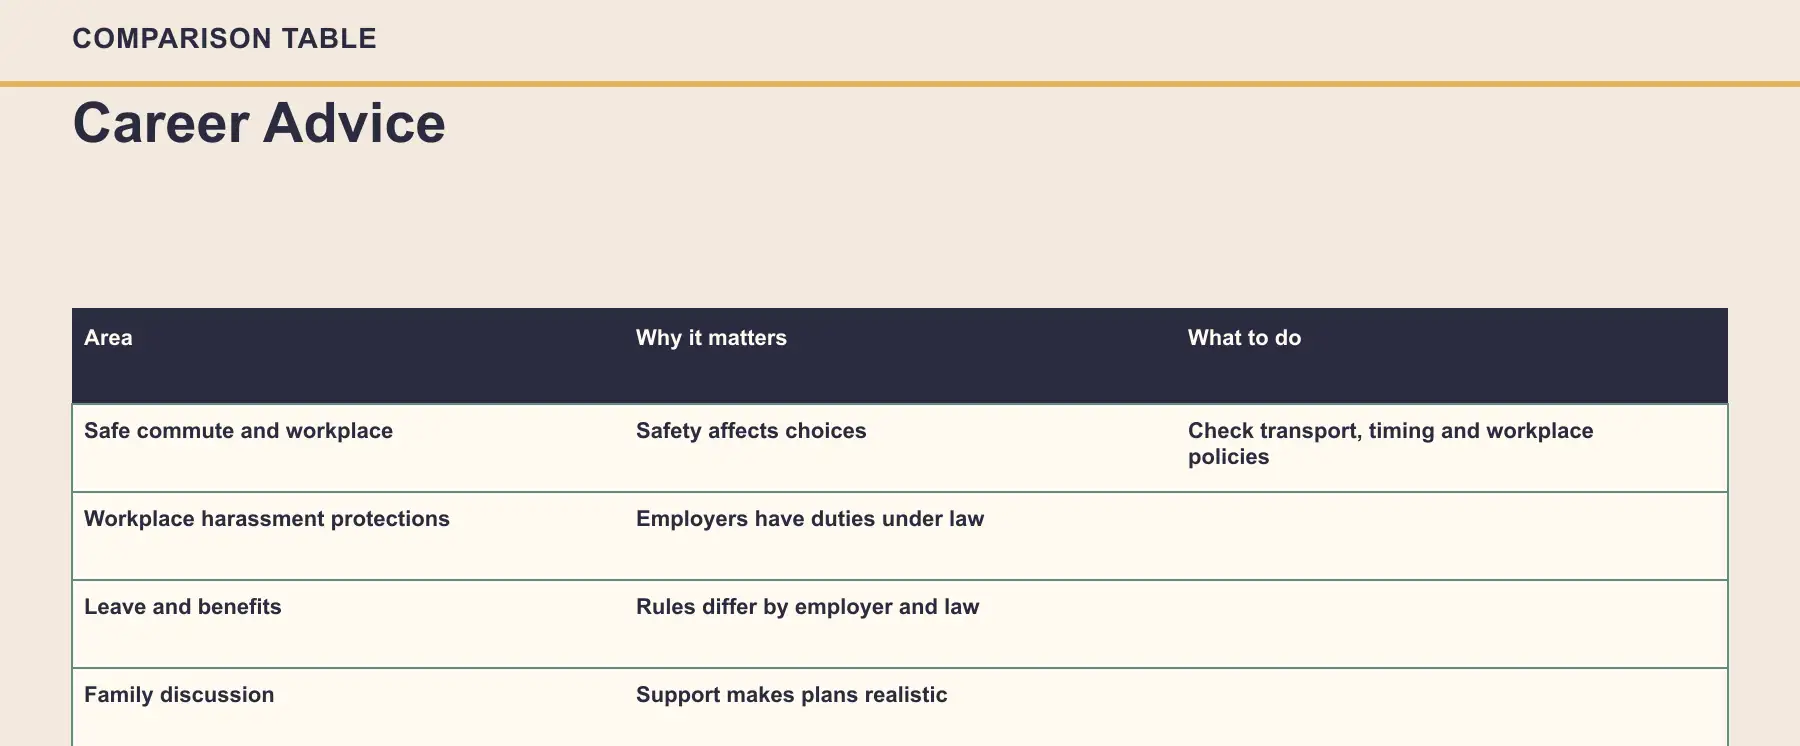 COMPARISON TABLE
Career Advice
Area Why it matters What to do
Safe commute and workplace Safety affects choices Check transport, timing and workplace
policies
Workplace harassment protections Employers have duties under law
Leave and benefits Rules differ by employer and law
Family discussion Support makes plans realistic